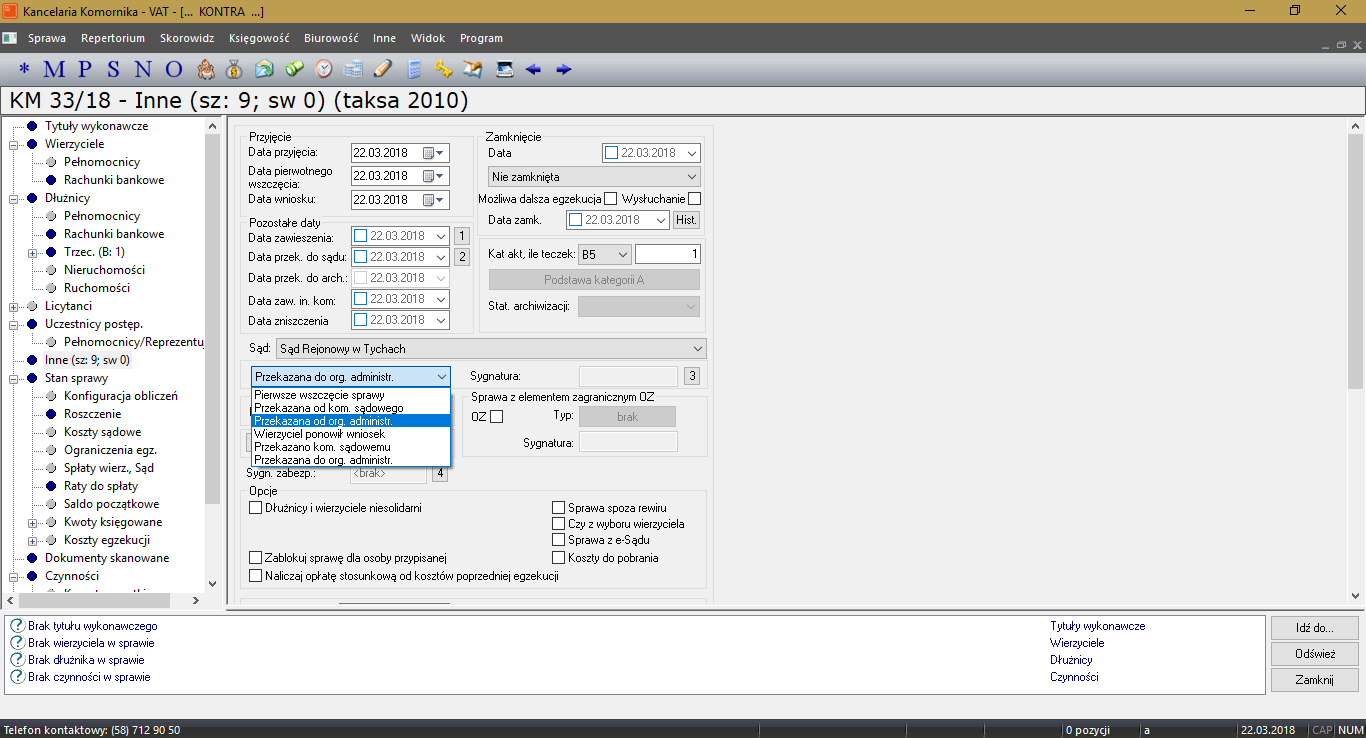 Kancelaria Komornika - VAT - [... KONTRA ...]
Sprawa Repertorium Skorowidz Księgowość Biurowość Inne Widok Program
* M P S N O
KM 33/18 - Inne (sz: 9; sw 0) (taksa 2010)
Tytuły wykonawcze
Wierzyciele
Pełnomocnicy
Rachunki bankowe
Dłużnicy
Pełnomocnicy
Rachunki bankowe
Trzec. (B: 1)
Nieruchomości
Ruchomości
Licytanci
Uczestnicy postęp.
Pełnomocnicy/Reprezentu
Inne (sz: 9; sw 0)
Stan sprawy
Konfiguracja obliczeń
Roszczenie
Koszty sądowe
Ograniczenia egz.
Spłaty wierz., Sąd
Raty do spłaty
Saldo początkowe
Kwoty księgowane
Koszty egzekucji
Dokumenty skanowane
Czynności
Przyjęcie
Data przyjęcia: 22.03.2018
Data pierwotnego
wszczęcia: 22.03.2018
Data wniosku: 22.03.2018
Pozostałe daty
Data zawieszenia: 22.03.2018 1
Data przek. do sądu: 22.03.2018 2
Data przek. do arch.: 22.03.2018
Data zaw. in. kom: 22.03.2018
Data zniszczenia 22.03.2018
Zamknięcie
Data 22.03.2018
Nie zamknięta
Możliwa dalsza egzekucja Wysłuchanie
Data zamk. 22.03.2018 Hist.
Kat akt, ile teczek: B5 1
Podstawa kategorii A
Stat. archiwizacji:
Sąd: Sąd Rejonowy w Tychach
Przekazana do org. administr.
Pierwsze wszczęcie sprawy
Przekazana od kom. sądowego
Przekazana od org. administr.
Wierzyciel ponowił wniosek
Przekazano kom. sądowemu
Przekazana do org. administr.
Sygnatura: 3
Sprawa z elementem zagranicznym OZ
OZ Typ: brak
Sygnatura:
Sygn. zabezp.: <brak> 4
Opcje
Dłużnicy i wierzyciele niesolidarni
Sprawa spoza rewiru
Czy z wyboru wierzyciela
Sprawa z e-Sądu
Zablokuj sprawę dla osoby przypisanej
Koszty do pobrania
Naliczaj opłatę stosunkową od kosztów poprzedniej egzekucji
Brak tytułu wykonawczego Tytuły wykonawcze
Brak wierzyciela w sprawie Wierzyciele
Brak dłużnika w sprawie Dłużnicy
Brak czynności w sprawie Czynności
Idź do...
Odśwież
Zamknij
Telefon kontaktowy: (58) 712 90 50 0 pozycji a 22.03.2018 CAP NUM